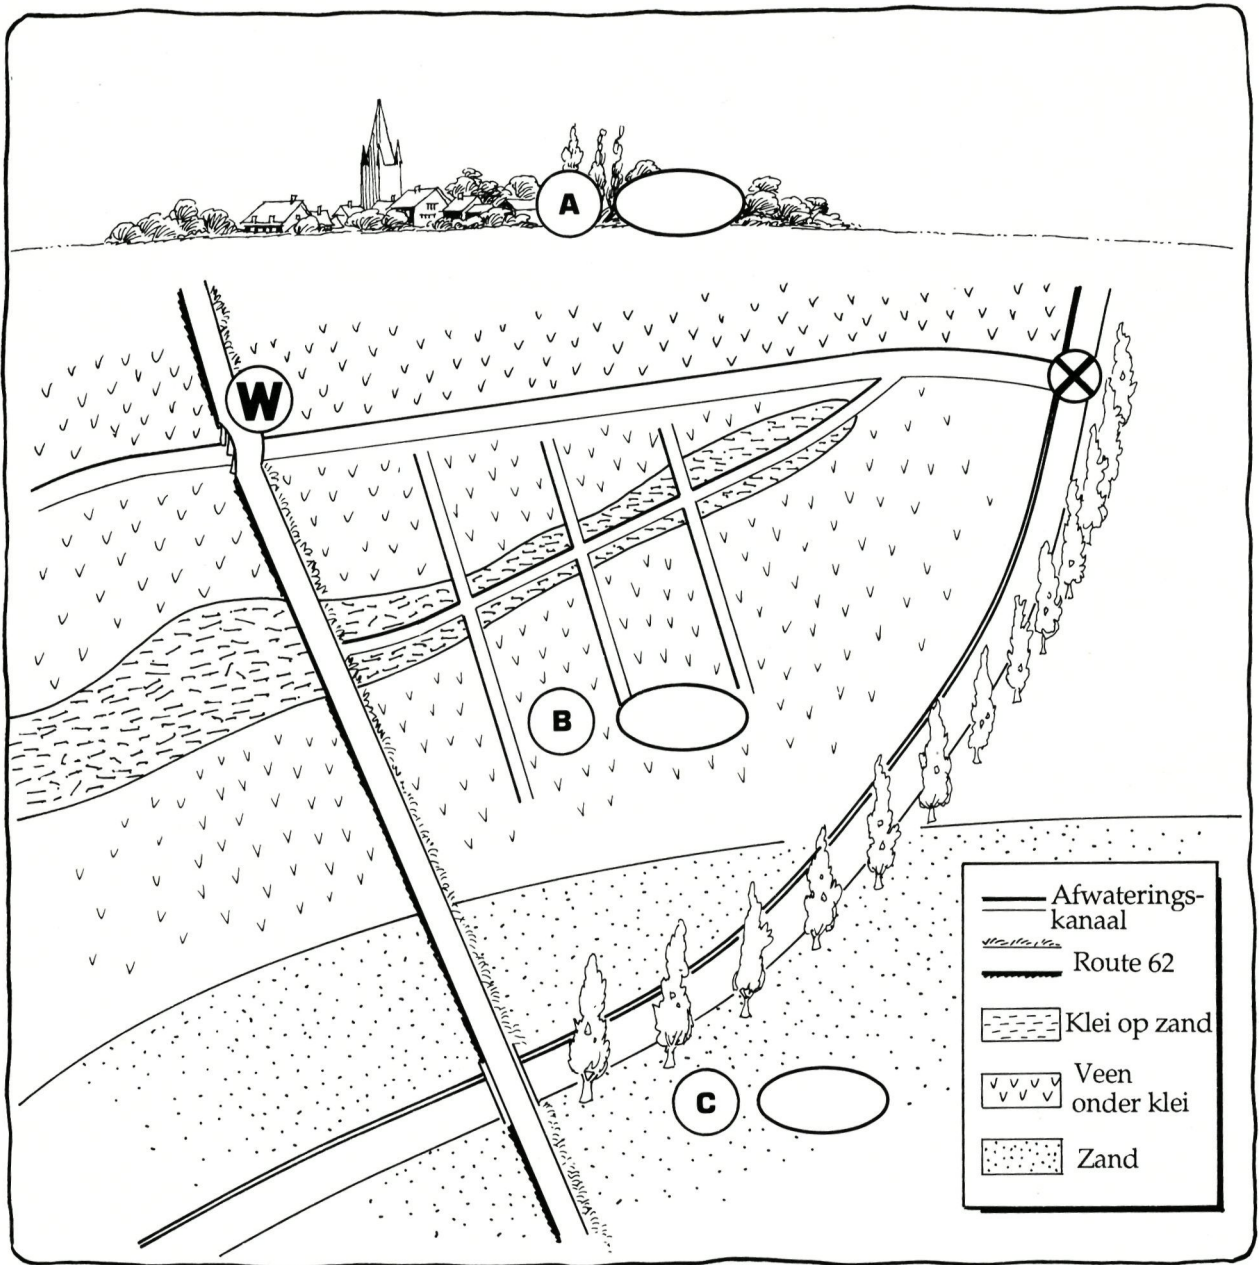 A
W
X
B
C
Afwaterings-
kanaal
Route 62
Klei op zand
Veen
onder klei
Zand